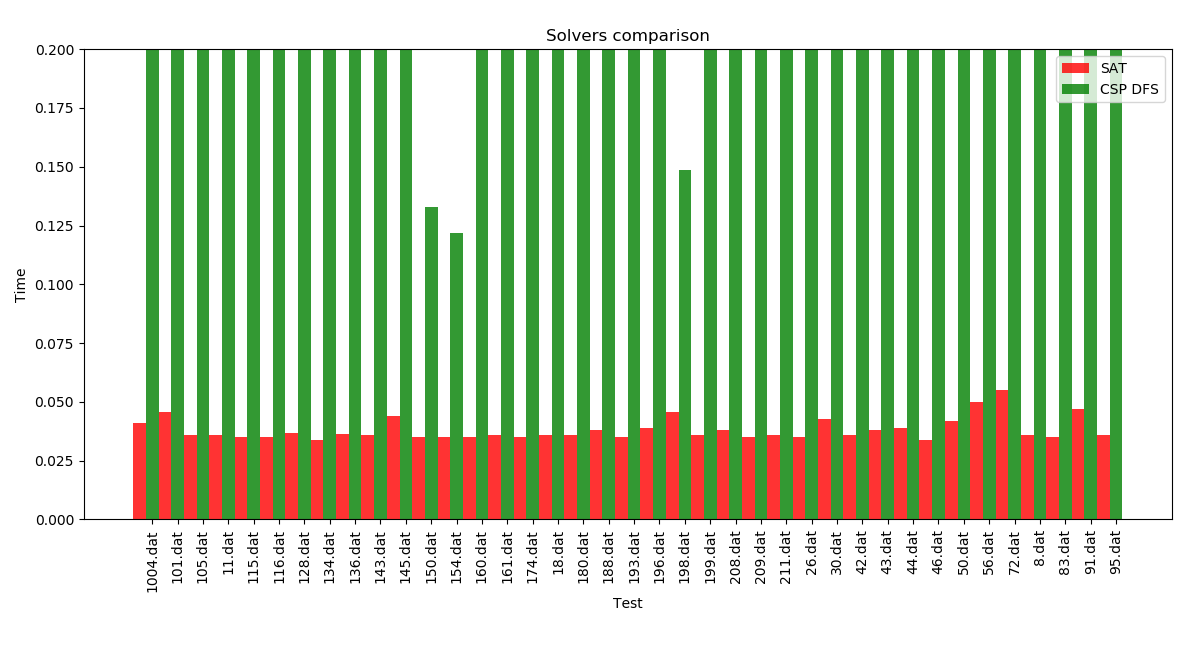 Solvers comparison
SAT
CSP DFS
0.200
0.175
0.150
0.125
0.100
0.075
0.050
0.025
0.000
Time
1004.dat
101.dat
105.dat
11.dat
115.dat
116.dat
128.dat
134.dat
136.dat
143.dat
145.dat
150.dat
154.dat
160.dat
161.dat
174.dat
18.dat
180.dat
188.dat
193.dat
196.dat
198.dat
199.dat
208.dat
209.dat
211.dat
26.dat
30.dat
42.dat
43.dat
44.dat
46.dat
50.dat
56.dat
72.dat
8.dat
83.dat
91.dat
95.dat
Test